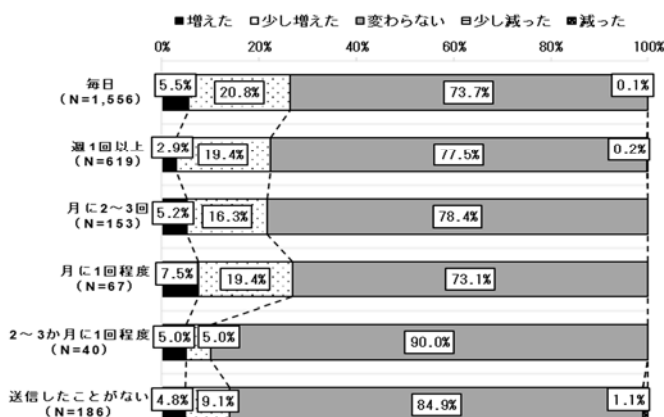 ■増えた □少し増えた ■変わらない □少し減った ■減った
0% 20% 40% 60% 80% 100%
毎日
(N=1,556)
5.5% 20.8% 73.7% 0.1%
週1回以上
(N=619)
2.9% 19.4% 77.5% 0.2%
月に2～3回
(N=153)
5.2% 16.3% 78.4%
月に1回程度
(N=67)
7.5% 19.4% 73.1%
2～3か月に1回程度
(N=40)
5.0% 5.0% 90.0%
送信したことがない
(N=186)
4.8% 9.1% 84.9% 1.1%